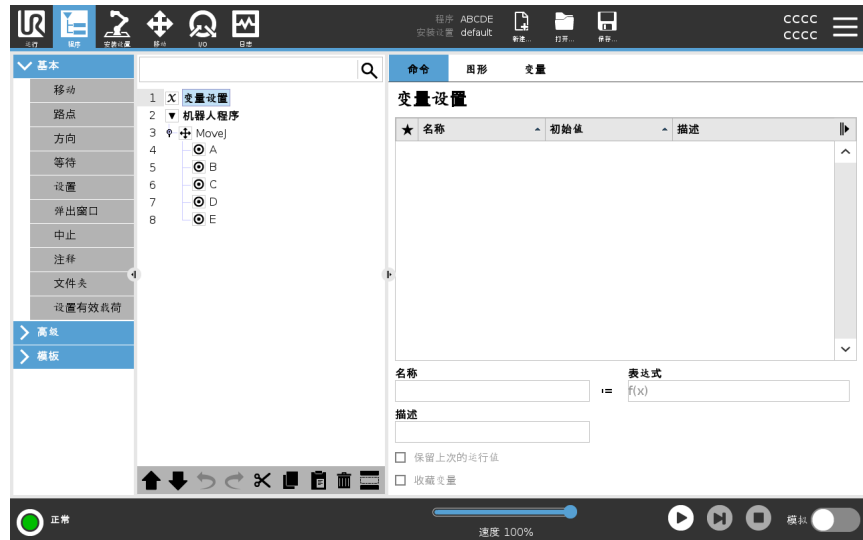 UR
程序 ABCDE
安装设置 default
运行 程序 安装设置 移动 I/O 日志 新建... 打开... 保存...
CCCC
CCCC
基本
移动
路点
方向
等待
设置
弹出窗口
中止
注释
文件夹
设置有效载荷
高级
模板
1 X 变量设置
2 机器人程序
3 MoveJ
4 A
5 B
6 C
7 D
8 E
命令 图形 变量
变量设置
名称 初始值 描述
名称 表达式
:= f(x)
描述
保留上次的运行值
收藏变量
正常
速度 100%
模拟